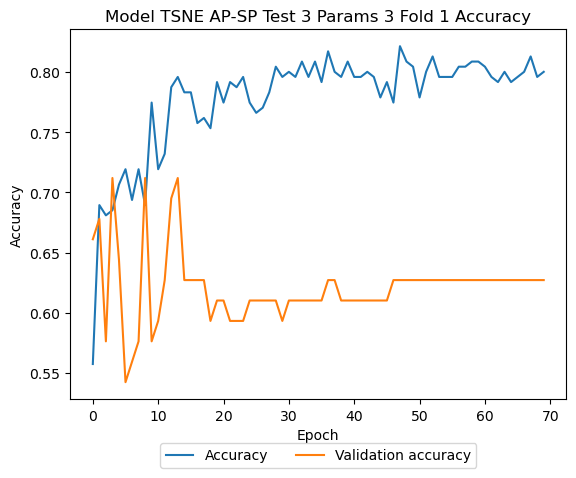 Model TSNE AP-SP Test 3 Params 3 Fold 1 Accuracy
0.80
0.75
0.70
0.65
0.60
0.55
Accuracy
0 10 20 30 40 50 60 70
Epoch
Accuracy Validation accuracy